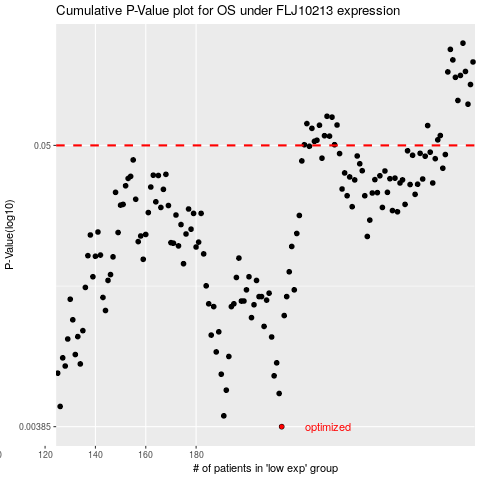 Cumulative P-Value plot for OS under FLJ10213 expression
P-Value(log10)
0.05
0.00385
optimized
0 120 140 160 180
# of patients in 'low exp' group